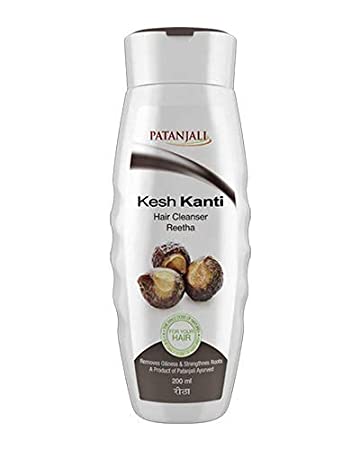 PATANJALI
Kesh Kanti
Hair Cleanser
Reetha
FOR YOUR
HAIR
Removes Oiliness & Strengthens Roots
A Product of Patanjali Ayurved
200 ml
रीठा